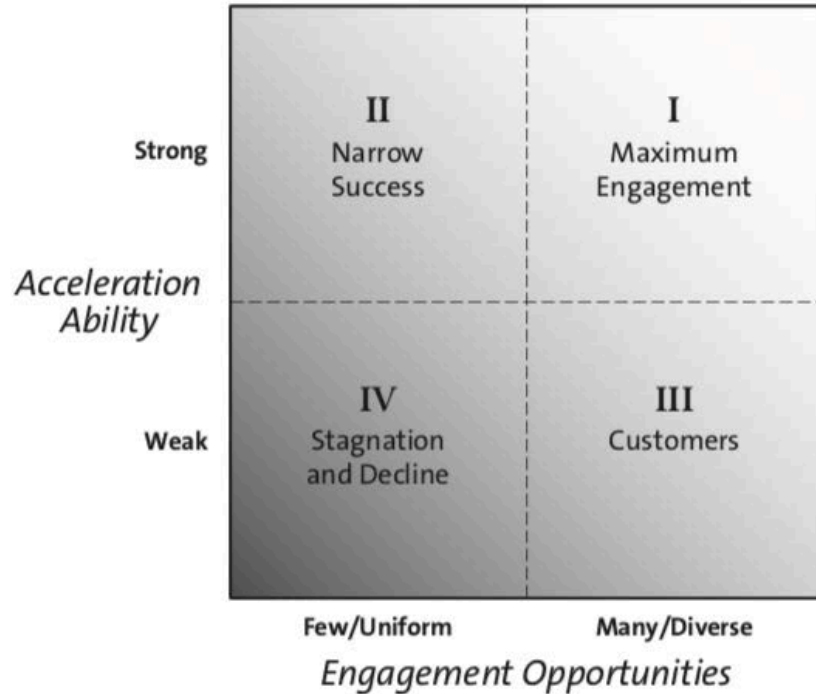 II
Narrow
Success
I
Maximum
Engagement
Strong
Acceleration
Ability
IV
Stagnation
and Decline
III
Customers
Weak
Few/Uniform
Many/Diverse
Engagement Opportunities